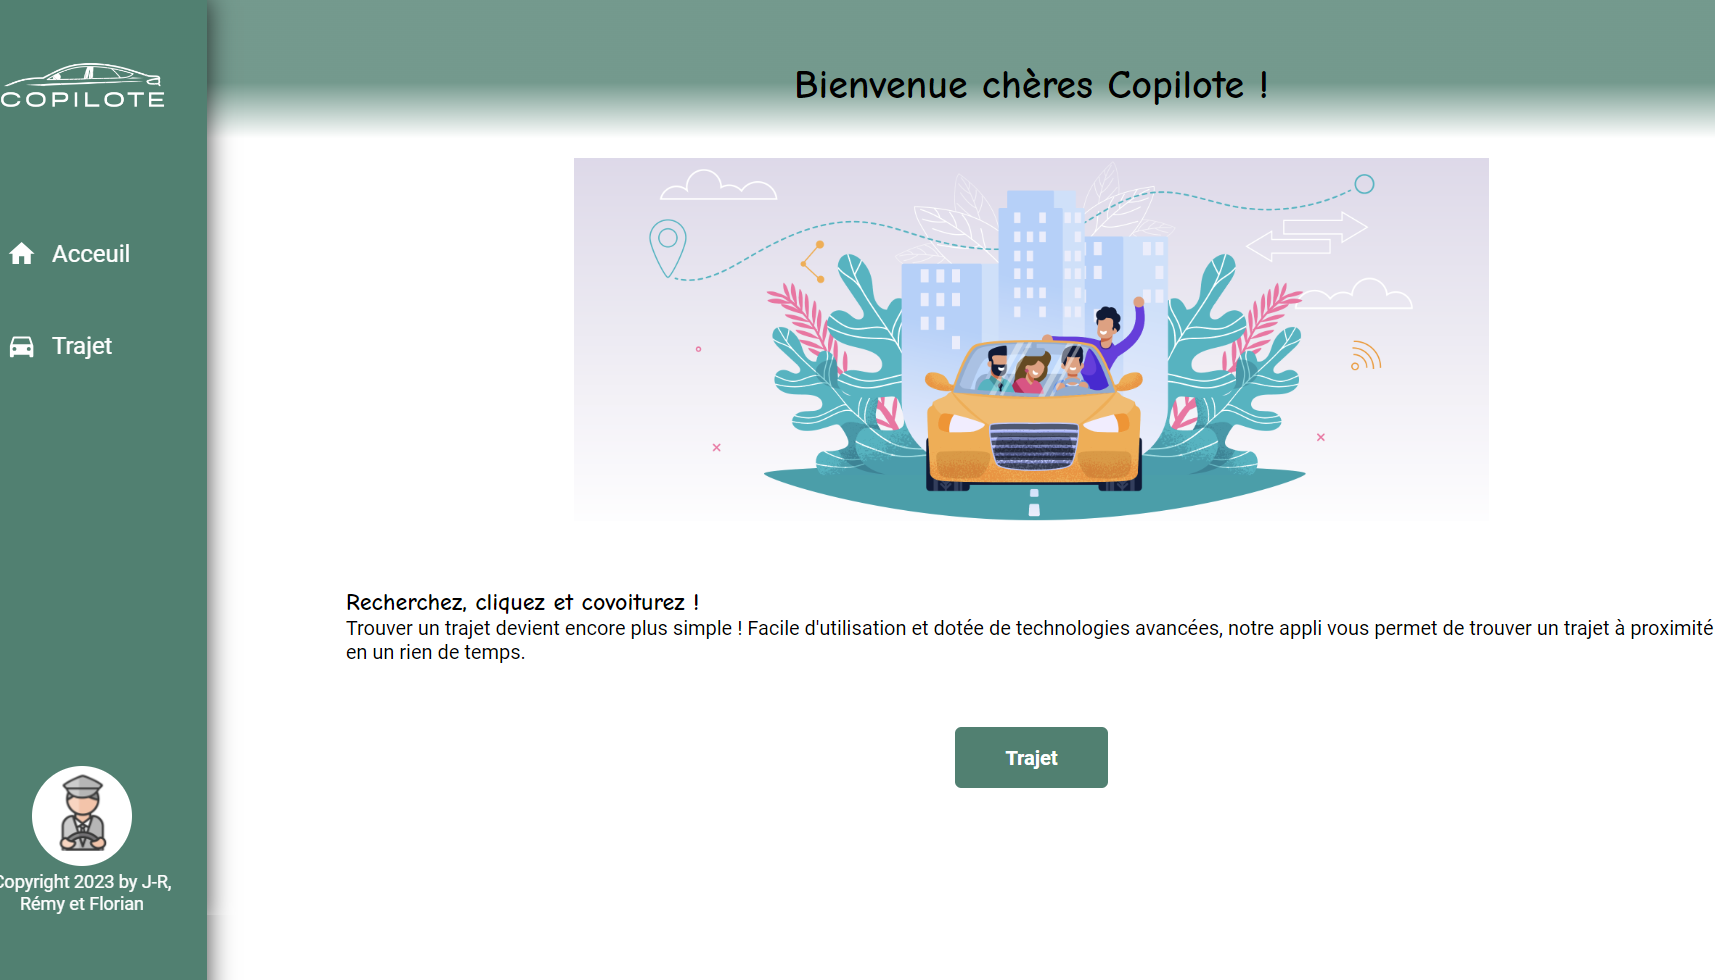 COPILOTE
Acceuil
Trajet
Copyright 2023 by J-R,
Rémy et Florian
Bienvenue chères Copilote !
Recherchez, cliquez et covoiturez !
Trouver un trajet devient encore plus simple ! Facile d'utilisation et dotée de technologies avancées, notre appli vous permet de trouver un trajet à proximité
en un rien de temps.
Trajet